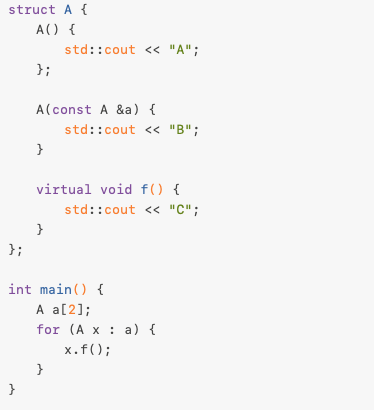 struct A {
    A() {
        std::cout << "A";
    };

    A(const A &a) {
        std::cout << "B";
    }

    virtual void f() {
        std::cout << "C";
    }
};

int main() {
    A a[2];
    for (A x : a) {
        x.f();
    }
}